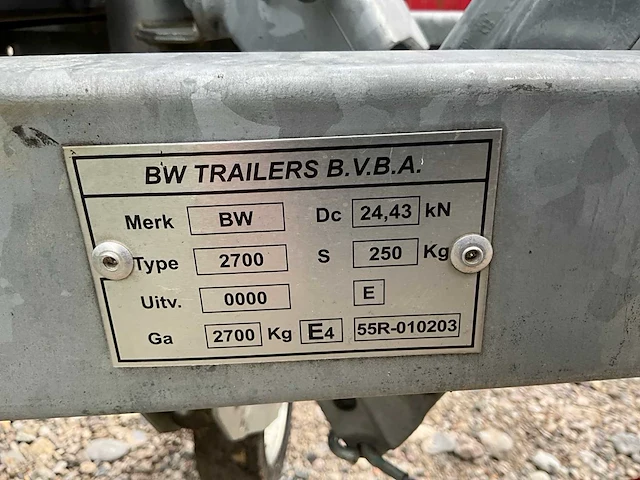 BW TRAILERS B.V.B.A.
Merk BW Dc 24,43 kN
Type 2700 S 250 Kg
Uitv. 0000 E
Ga 2700 Kg E4 55R-010203